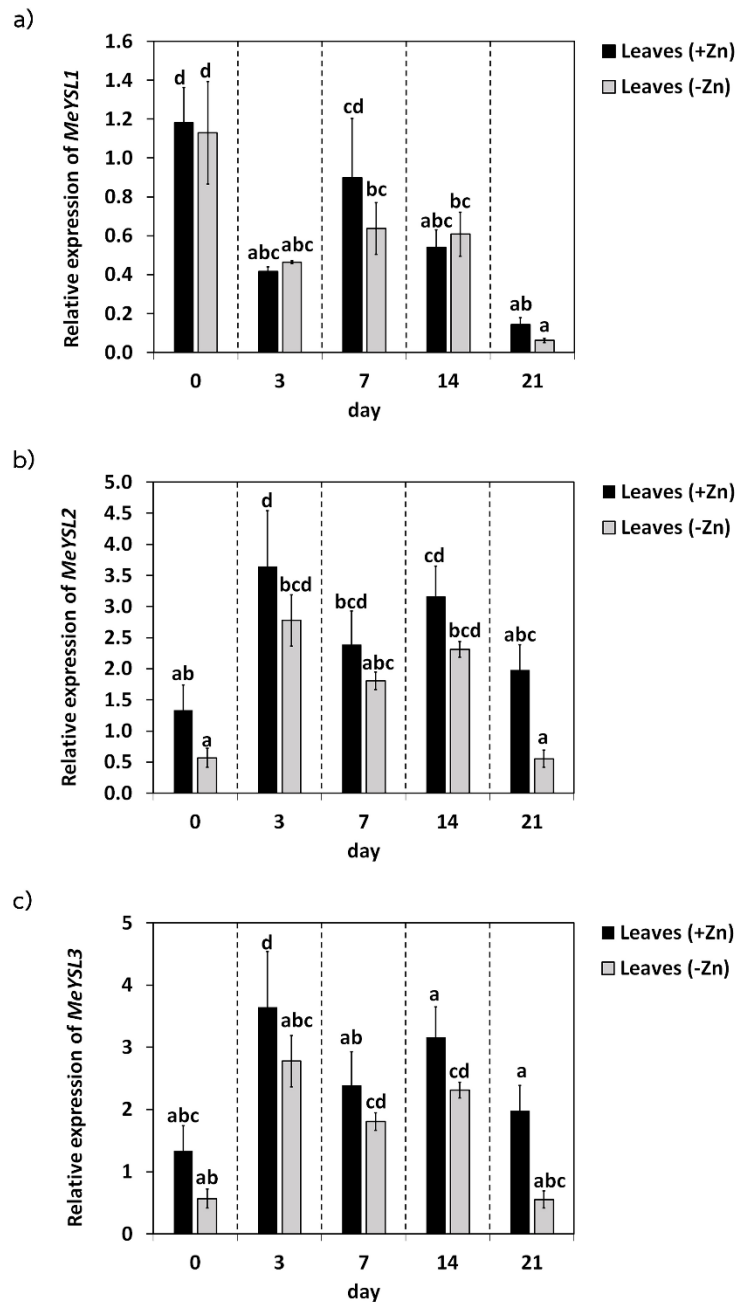 a)
Relative expression of MeYSL1
1.6
1.4
1.2
1.0
0.8
0.6
0.4
0.2
0.0
d d
abc abc
cd
bc
abc
bc
ab
a
0 3 7 14 21
day
Leaves (+Zn)
Leaves (-Zn)
b)
Relative expression of MeYSL2
5.0
4.5
4.0
3.5
3.0
2.5
2.0
1.5
1.0
0.5
0.0
ab
a
d
bcd
bcd
abc
cd
bcd
abc
a
0 3 7 14 21
day
Leaves (+Zn)
Leaves (-Zn)
c)
Relative expression of MeYSL3
5
4
3
2
1
0
abc
ab
d
abc
ab
cd
a
cd
a
abc
0 3 7 14 21
day
Leaves (+Zn)
Leaves (-Zn)